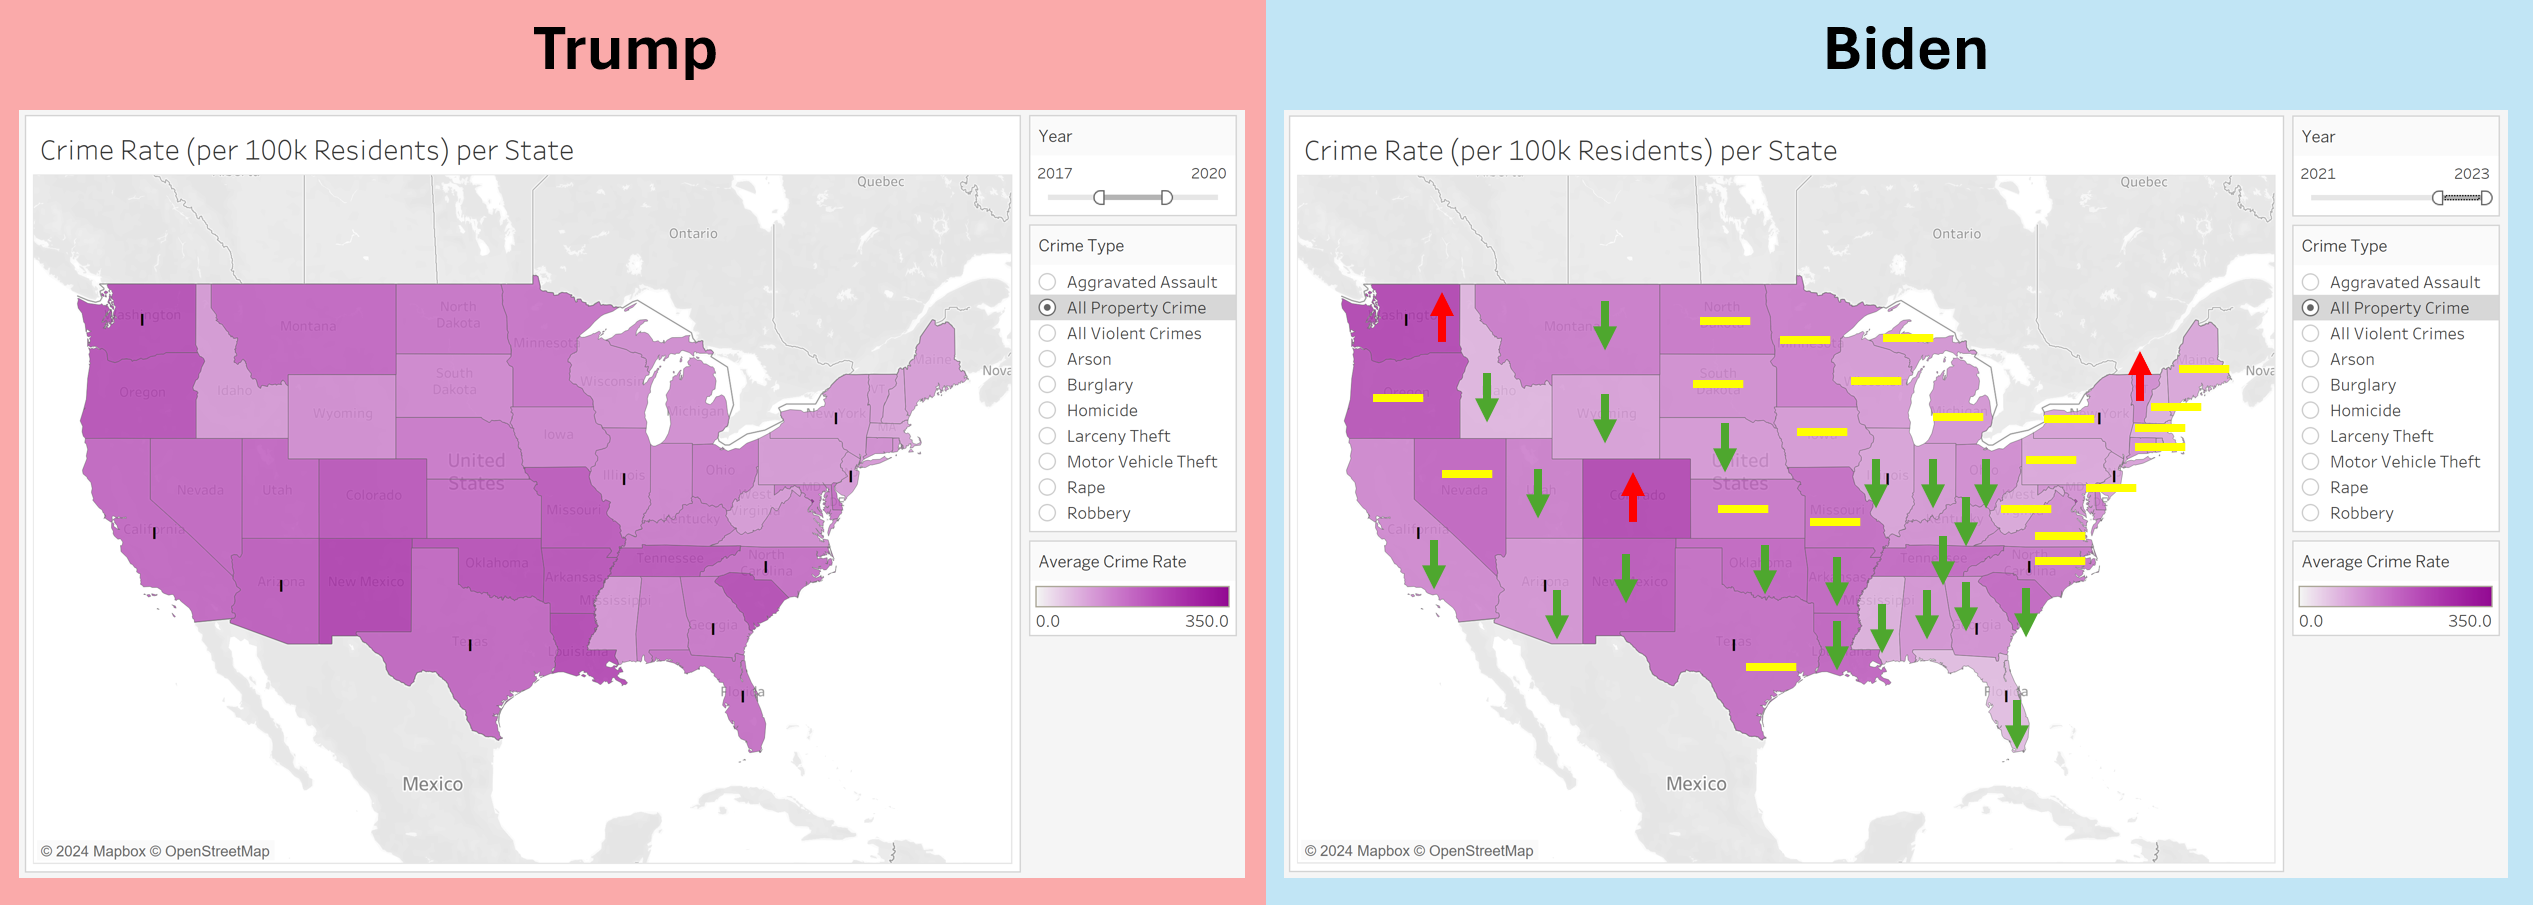 Trump
Crime Rate (per 100k Residents) per State
Quebec
Ontario
Nova
Washington
Montana
North
Dakota
Minnesota
Oregon
Idaho
South
Dakota
Wyoming
Wisconsin
Michigan
Maine
VT
New York
MA
Iowa
United
States
Nevada
Utah
Colorado
Illinois
Ohio
West
Virginia
MD
DE
California
Missouri
Kentucky
Arizona
New Mexico
Oklahoma
Arkansas
Tennessee
North
Carolina
Mississippi
Georgia
Texas
Louisiana
Florida
Mexico
© 2024 Mapbox © OpenStreetMap
Year
2017 2020
Crime Type
Aggravated Assault
All Property Crime
All Violent Crimes
Arson
Burglary
Homicide
Larceny Theft
Motor Vehicle Theft
Rape
Robbery
Average Crime Rate
0.0 350.0
Biden
Crime Rate (per 100k Residents) per State
Quebec
Ontario
Nova
Montana
North
South
Dakota
Wyoming
Michigan
Maine
York
United
States
Nevada
Colorado
West
California
Missouri
Arizona
New Mexico
Oklahoma
Arkansas
Tennessee
North
Carolina
Mississippi
Texas
Florida
Mexico
© 2024 Mapbox © OpenStreetMap
Year
2021 2023
Crime Type
Aggravated Assault
All Property Crime
All Violent Crimes
Arson
Burglary
Homicide
Larceny Theft
Motor Vehicle Theft
Rape
Robbery
Average Crime Rate
0.0 350.0